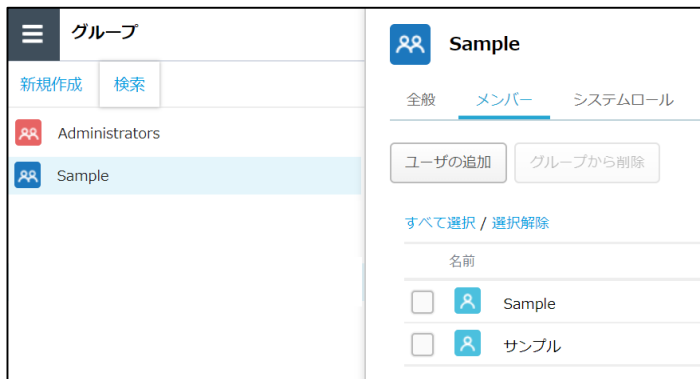 グループ
新規作成 検索
Administrators
Sample
Sample
全般 メンバー システムロール
ユーザの追加 グループから削除
すべて選択 / 選択解除
名前
Sample
サンプル